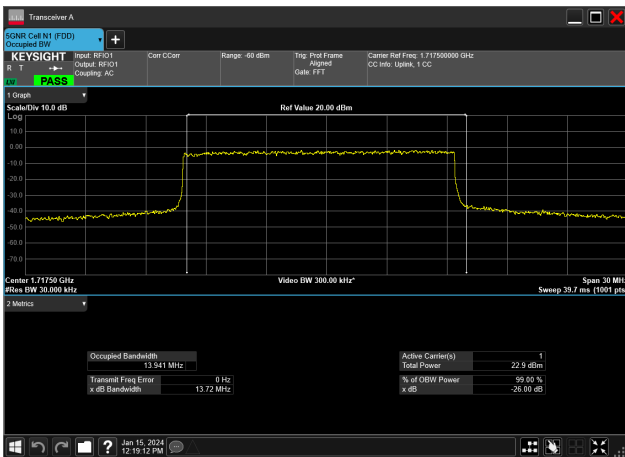 Transceiver A
5GNR Cell N1 (FDD)
Occupied BW
KEYSIGHT
R T
LNI
PASS
Input: RFIO1
Output: RFIO1
Coupling: AC
Corr CCorr
Range: -60 dBm
Trig: Prot Frame
Aligned
Gate: FFT
Carrier Ref Freq: 1.717500000 GHz
CC Info: Uplink, 1 CC
1 Graph
Scale/Div 10.0 dB
Ref Value 20.00 dBm
Log
10.0
0.00
-10.0
-20.0
-30.0
-40.0
-50.0
-60.0
-70.0
Center 1.71750 GHz
Video BW 300.00 kHz*
Span 30 MHz
#Res BW 30.000 kHz
Sweep 39.7 ms (1001 pts
2 Metrics
Occupied Bandwidth
13.941 MHz
Active Carrier(s) 1
Total Power 22.9 dBm
Transmit Freq Error 0 Hz
x dB Bandwidth 13.72 MHz
% of OBW Power 99.00 %
x dB -26.00 dB
Jan 15, 2024
12:19:12 PM